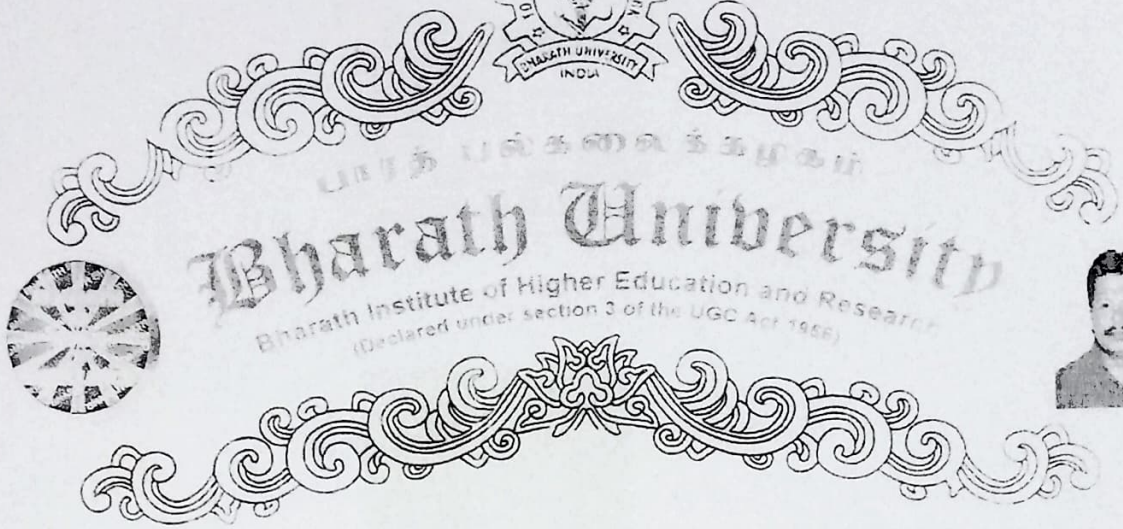 BHARATH UNIVERSITY
INDIA
பாரத் பல்கலைக்கழகம்
Bharath University
Bharath Institute of Higher Education and Research
(Declared under section 3 of the UGC Act 1956)